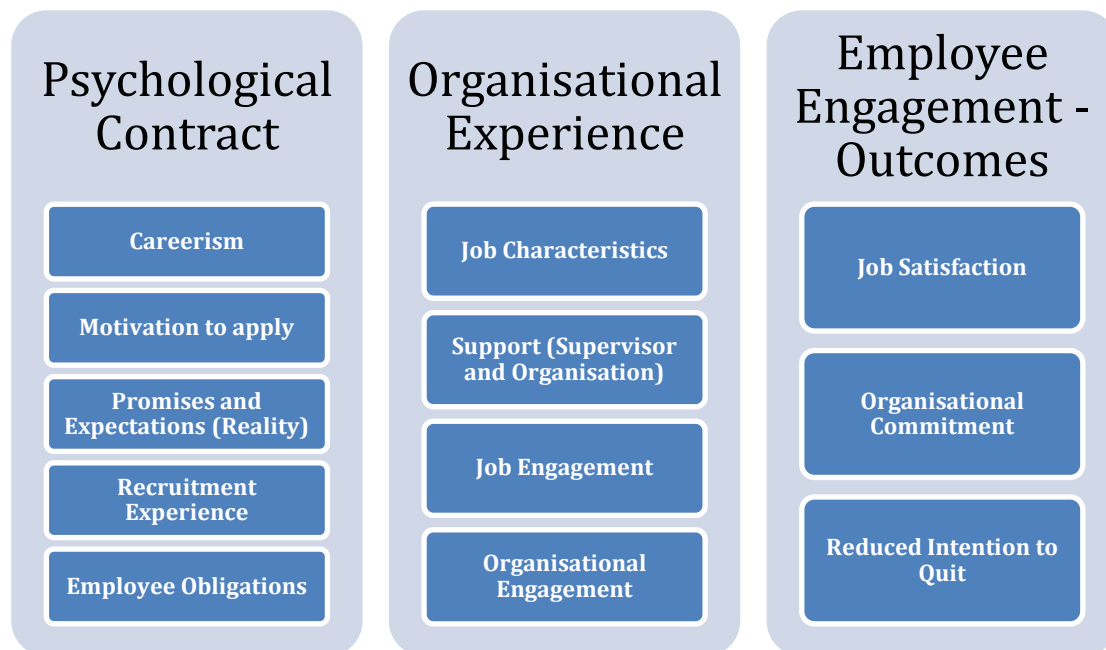 Psychological
Contract
Careerism
Motivation to apply
Promises and
Expectations (Reality)
Recruitment
Experience
Employee Obligations
Organisational
Experience
Job Characteristics
Support (Supervisor
and Organisation)
Job Engagement
Organisational
Engagement
Employee
Engagement -
Outcomes
Job Satisfaction
Organisational
Commitment
Reduced Intention to
Quit